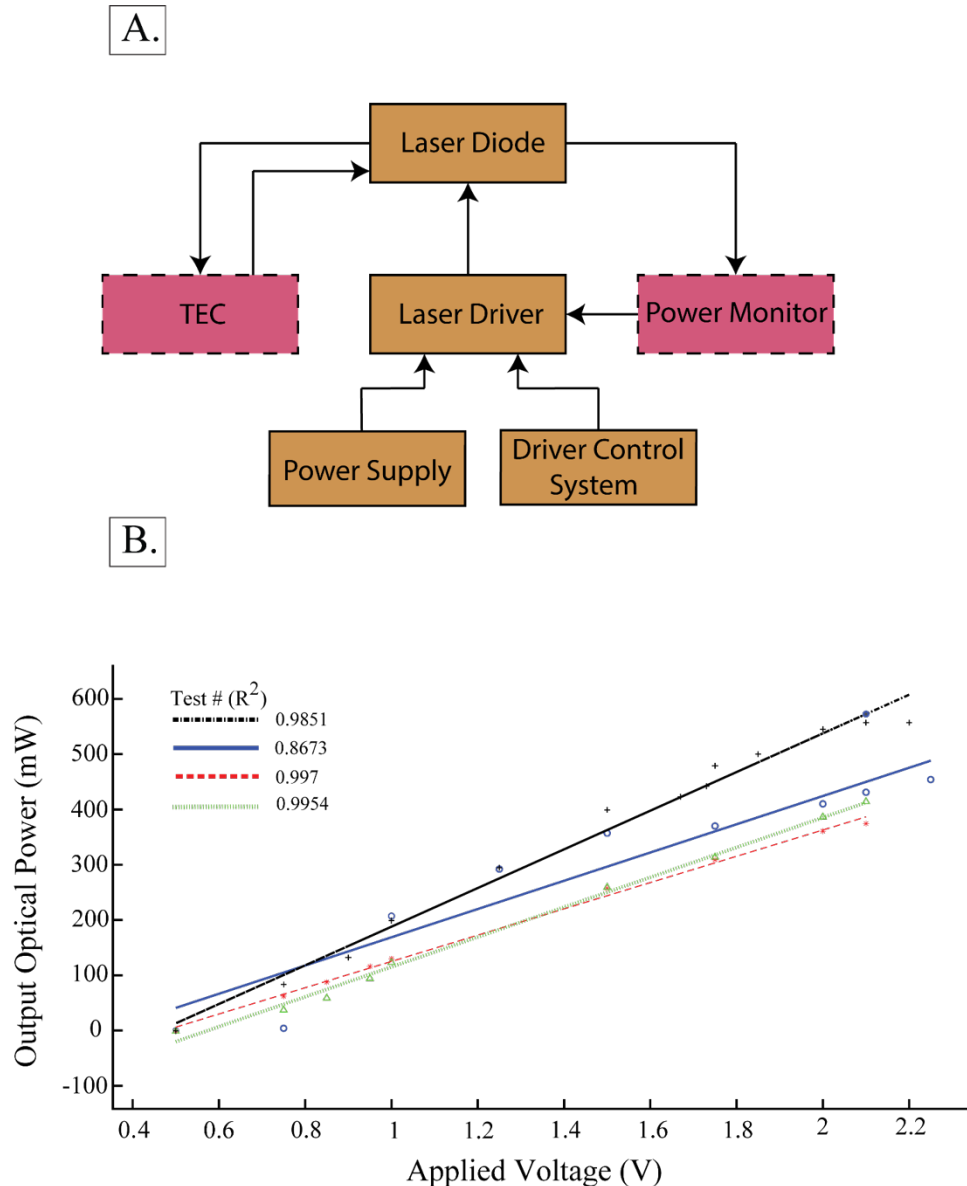 A.
Laser Diode
TEC
Laser Driver
Power Monitor
Power Supply
Driver Control
System
B.
Output Optical Power (mW)
600
500
400
300
200
100
0
-100
Test # (R²)
0.9851
0.8673
0.997
0.9954
0.4
0.6
0.8
1
1.2
1.4
1.6
1.8
2
2.2
Applied Voltage (V)